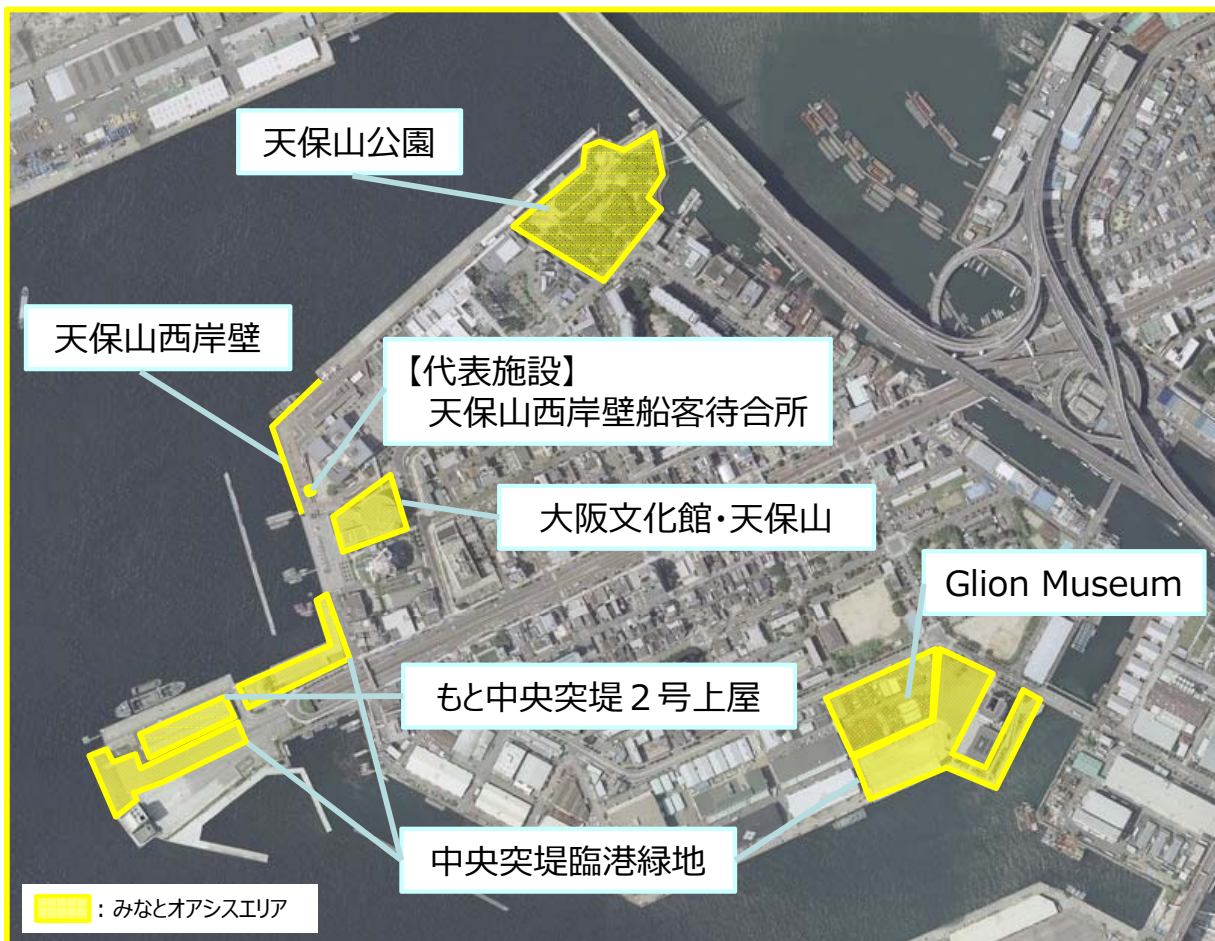 天保山公園
天保山西岸壁
【代表施設】
天保山西岸壁船客待合所
大阪文化館・天保山
Glion Museum
もと中央突堤２号上屋
中央突堤臨港緑地
：みなとオアシスエリア